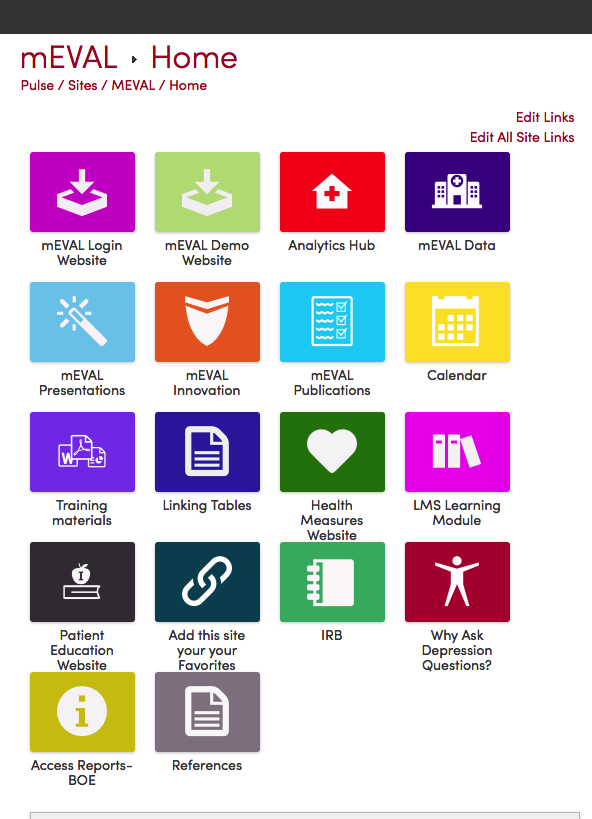 mEVAL ▸ Home
Pulse / Sites / MEVAL / Home
Edit Links
Edit All Site Links
mEVAL Login
Website
mEVAL Demo
Website
Analytics Hub
mEVAL Data
mEVAL
Presentations
mEVAL
Innovation
mEVAL
Publications
Calendar
W
Training
materials
Linking Tables
Health
Measures
Website
LMS Learning
Module
I
Patient
Education
Website
Add this site
your your
Favorites
IRB
Why Ask
Depression
Questions?
i
Access Reports-
BOE
References